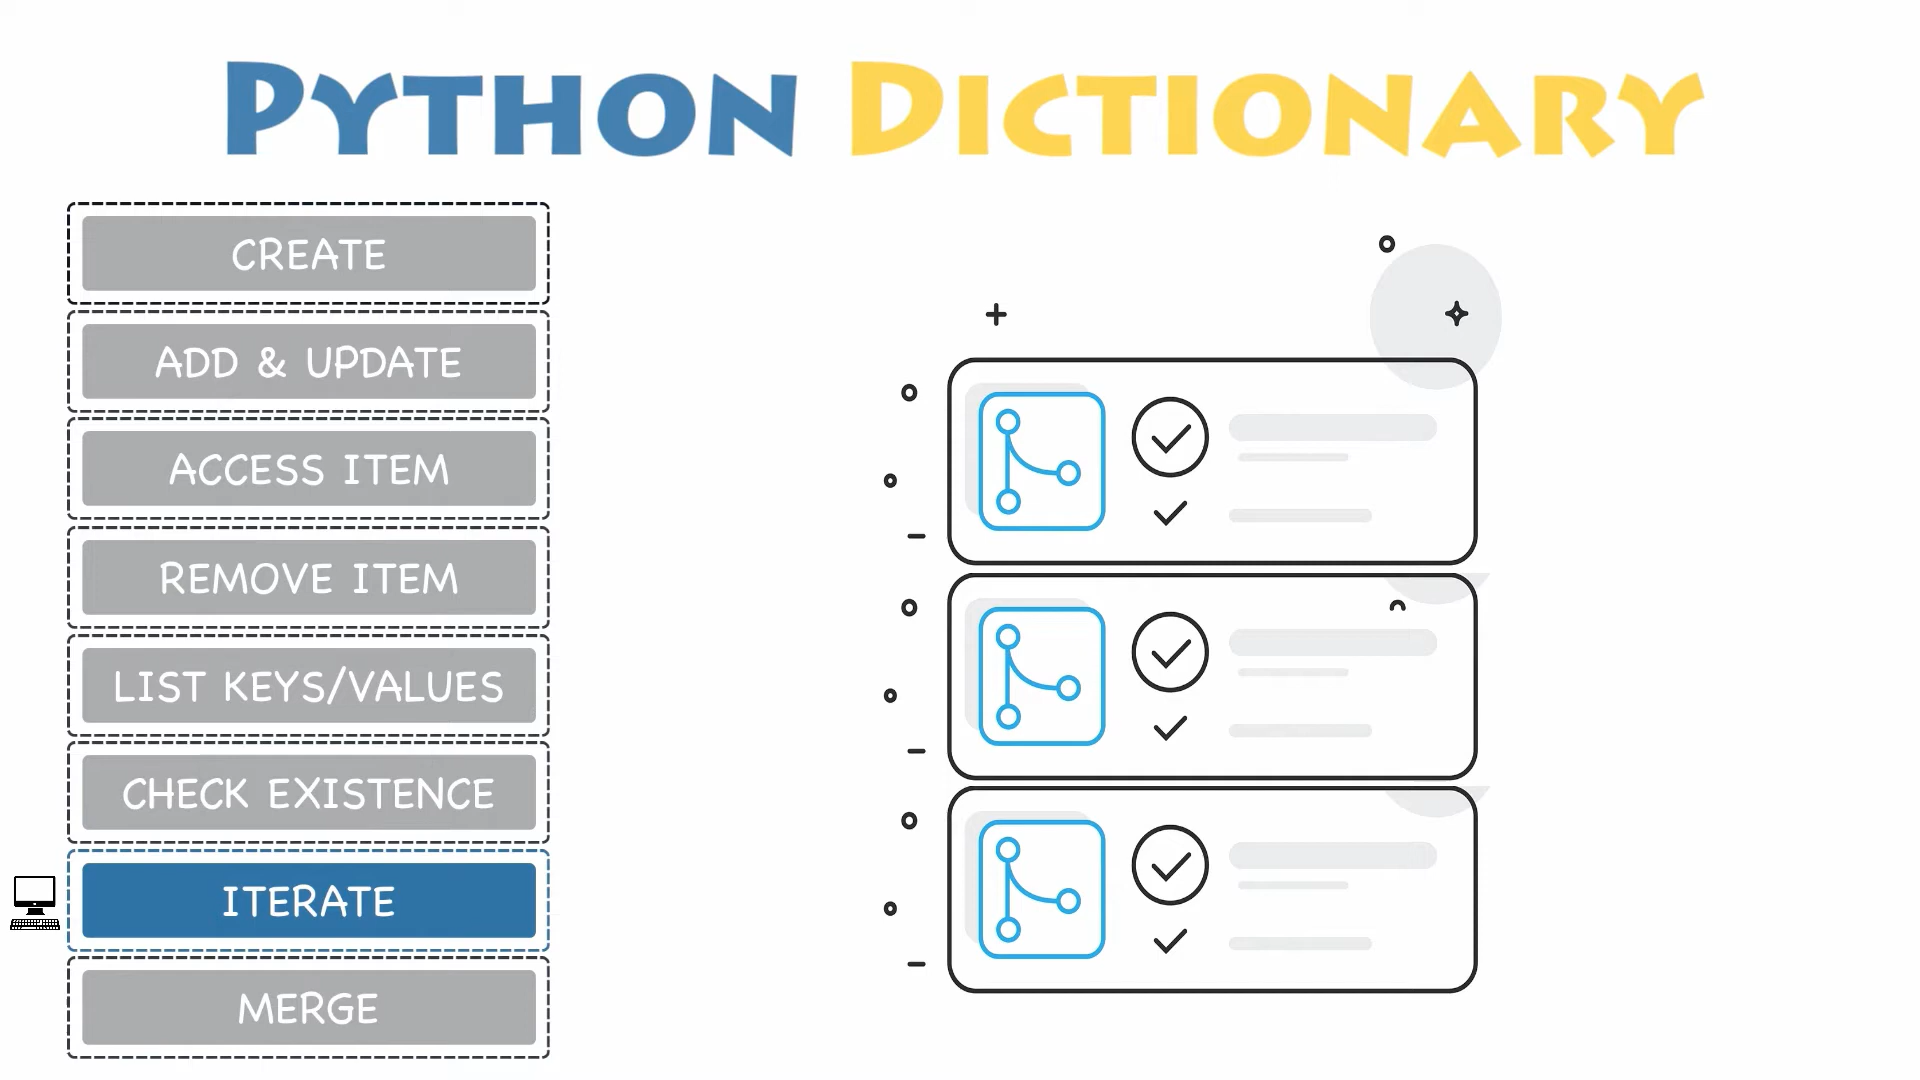 PYTHON DICTIONARY
CREATE
ADD & UPDATE
ACCESS ITEM
REMOVE ITEM
LIST KEYS/VALUES
CHECK EXISTENCE
ITERATE
MERGE